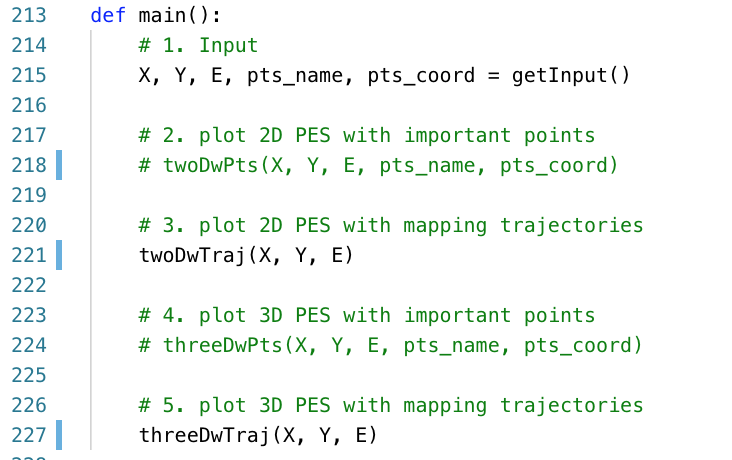 213 def main():
214 # 1. Input
215 X, Y, E, pts_name, pts_coord = getInput()
216
217 # 2. plot 2D PES with important points
218 # twoDwPts(X, Y, E, pts_name, pts_coord)
219
220 # 3. plot 2D PES with mapping trajectories
221 twoDwTraj(X, Y, E)
222
223 # 4. plot 3D PES with important points
224 # threeDwPts(X, Y, E, pts_name, pts_coord)
225
226 # 5. plot 3D PES with mapping trajectories
227 threeDwTraj(X, Y, E)